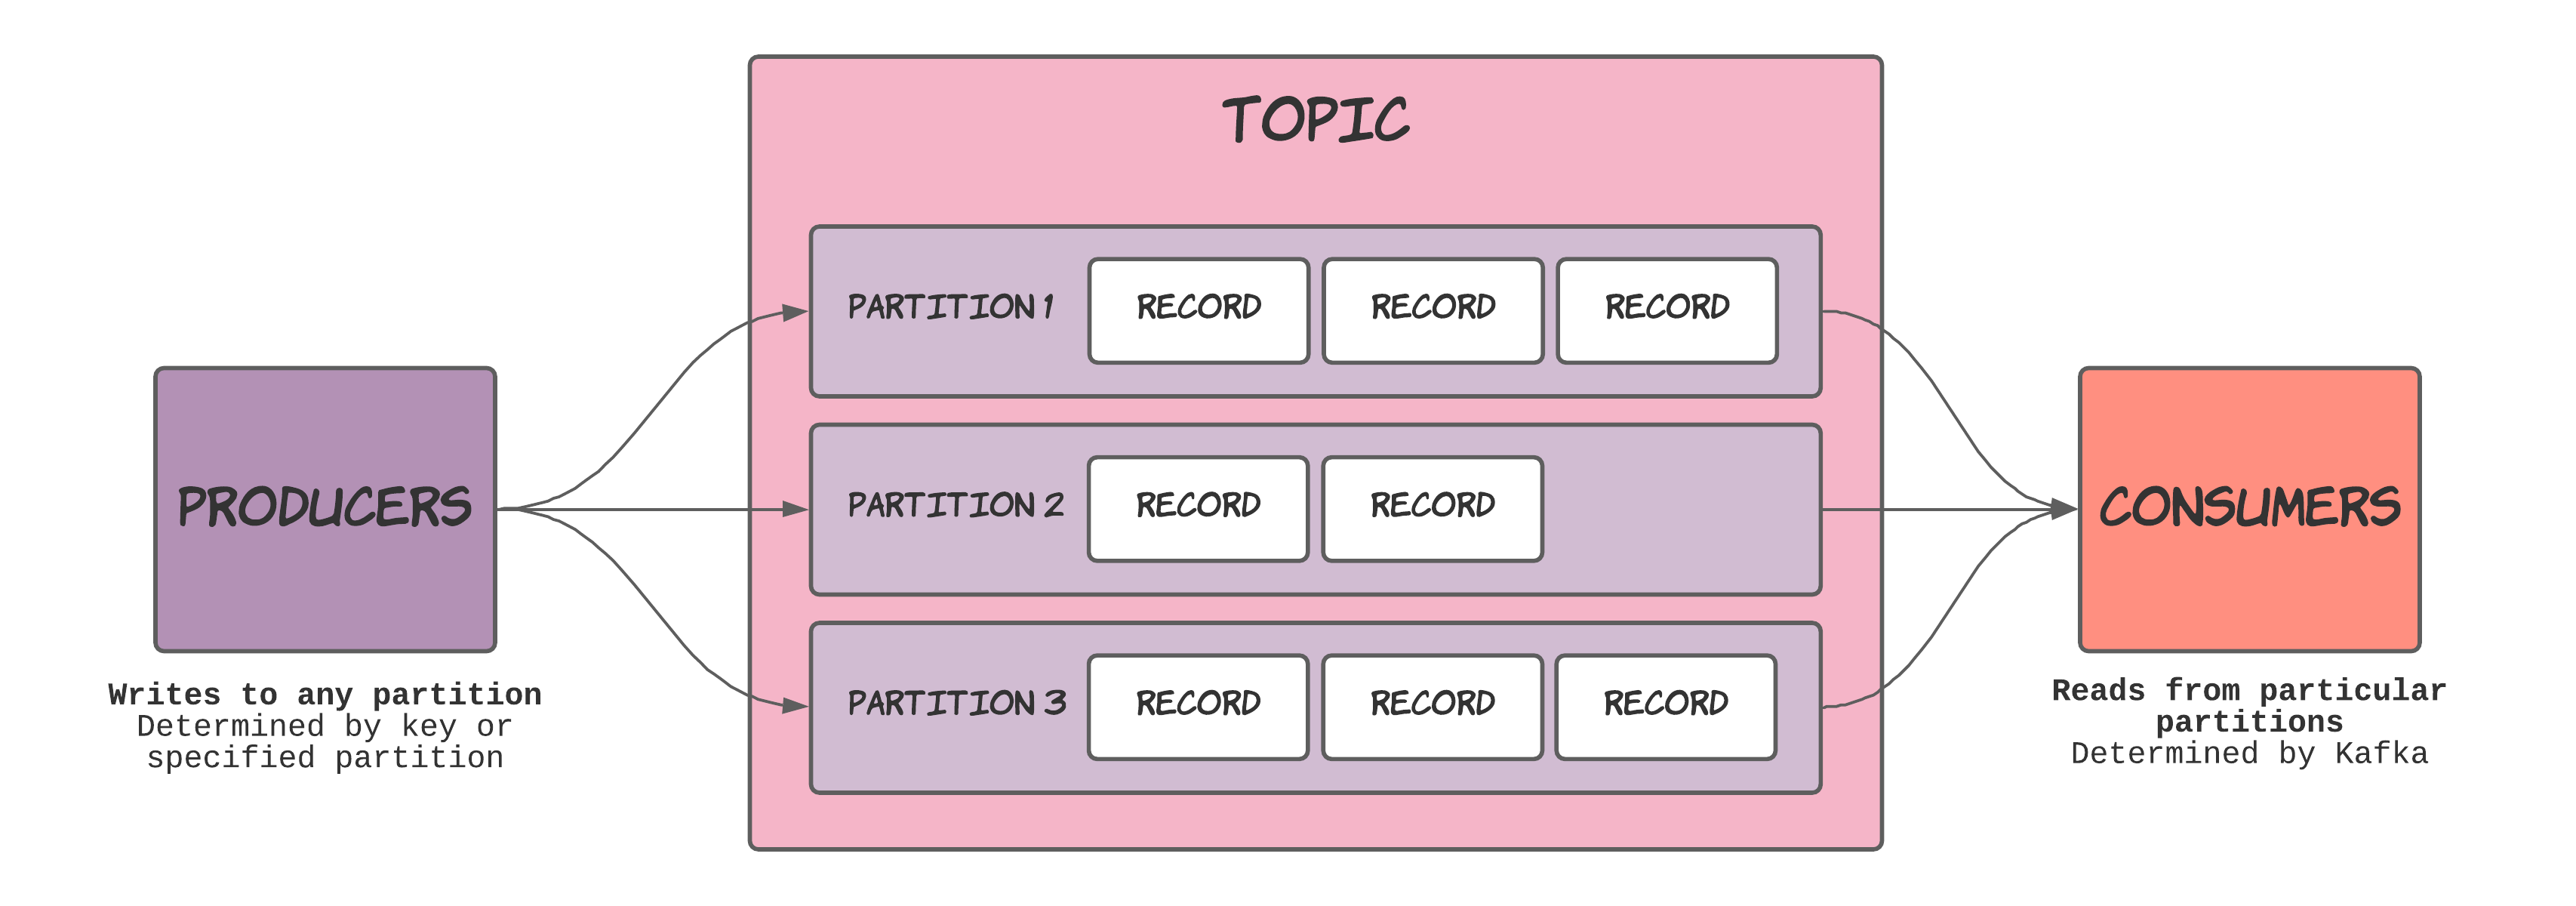 TOPIC
PARTITION 1 RECORD RECORD RECORD
PRODUCERS
PARTITION 2 RECORD RECORD
CONSUMERS
PARTITION 3 RECORD RECORD RECORD
Writes to any partition
Determined by key or
specified partition
Reads from particular
partitions
Determined by Kafka